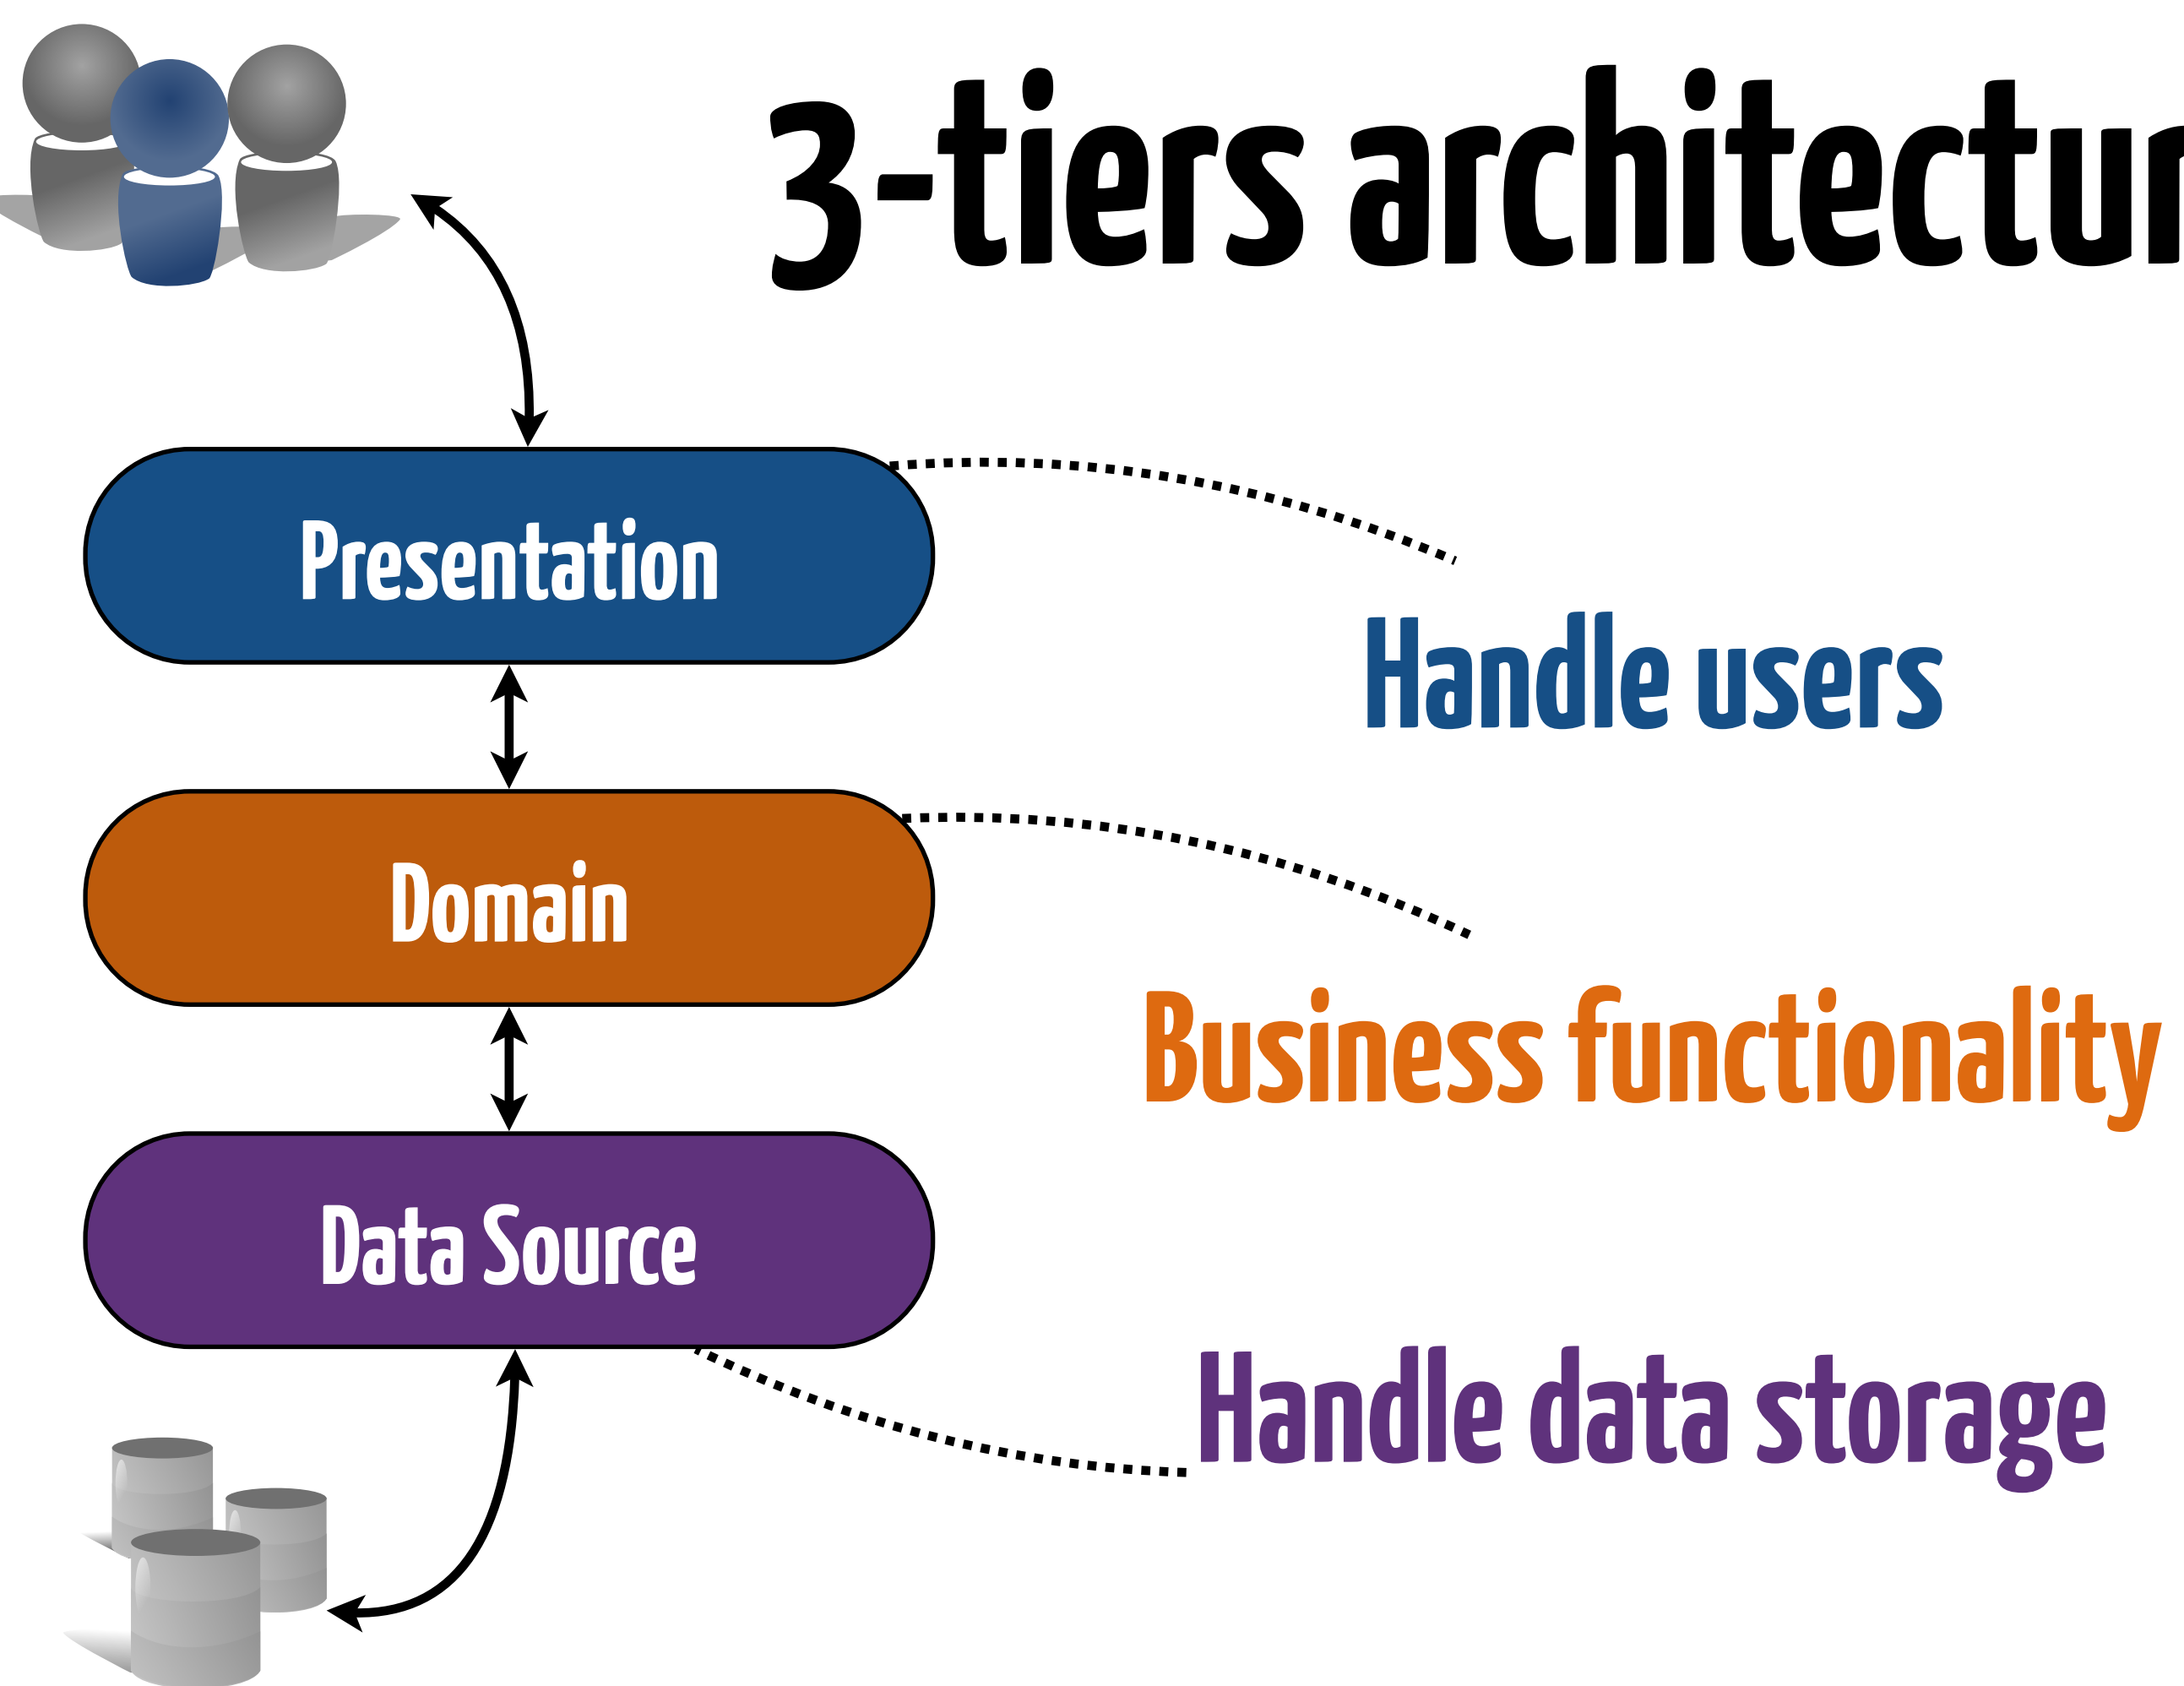 3-tiers architectur
Presentation
Handle users
Domain
Business functionality
Data Source
Handle data storage